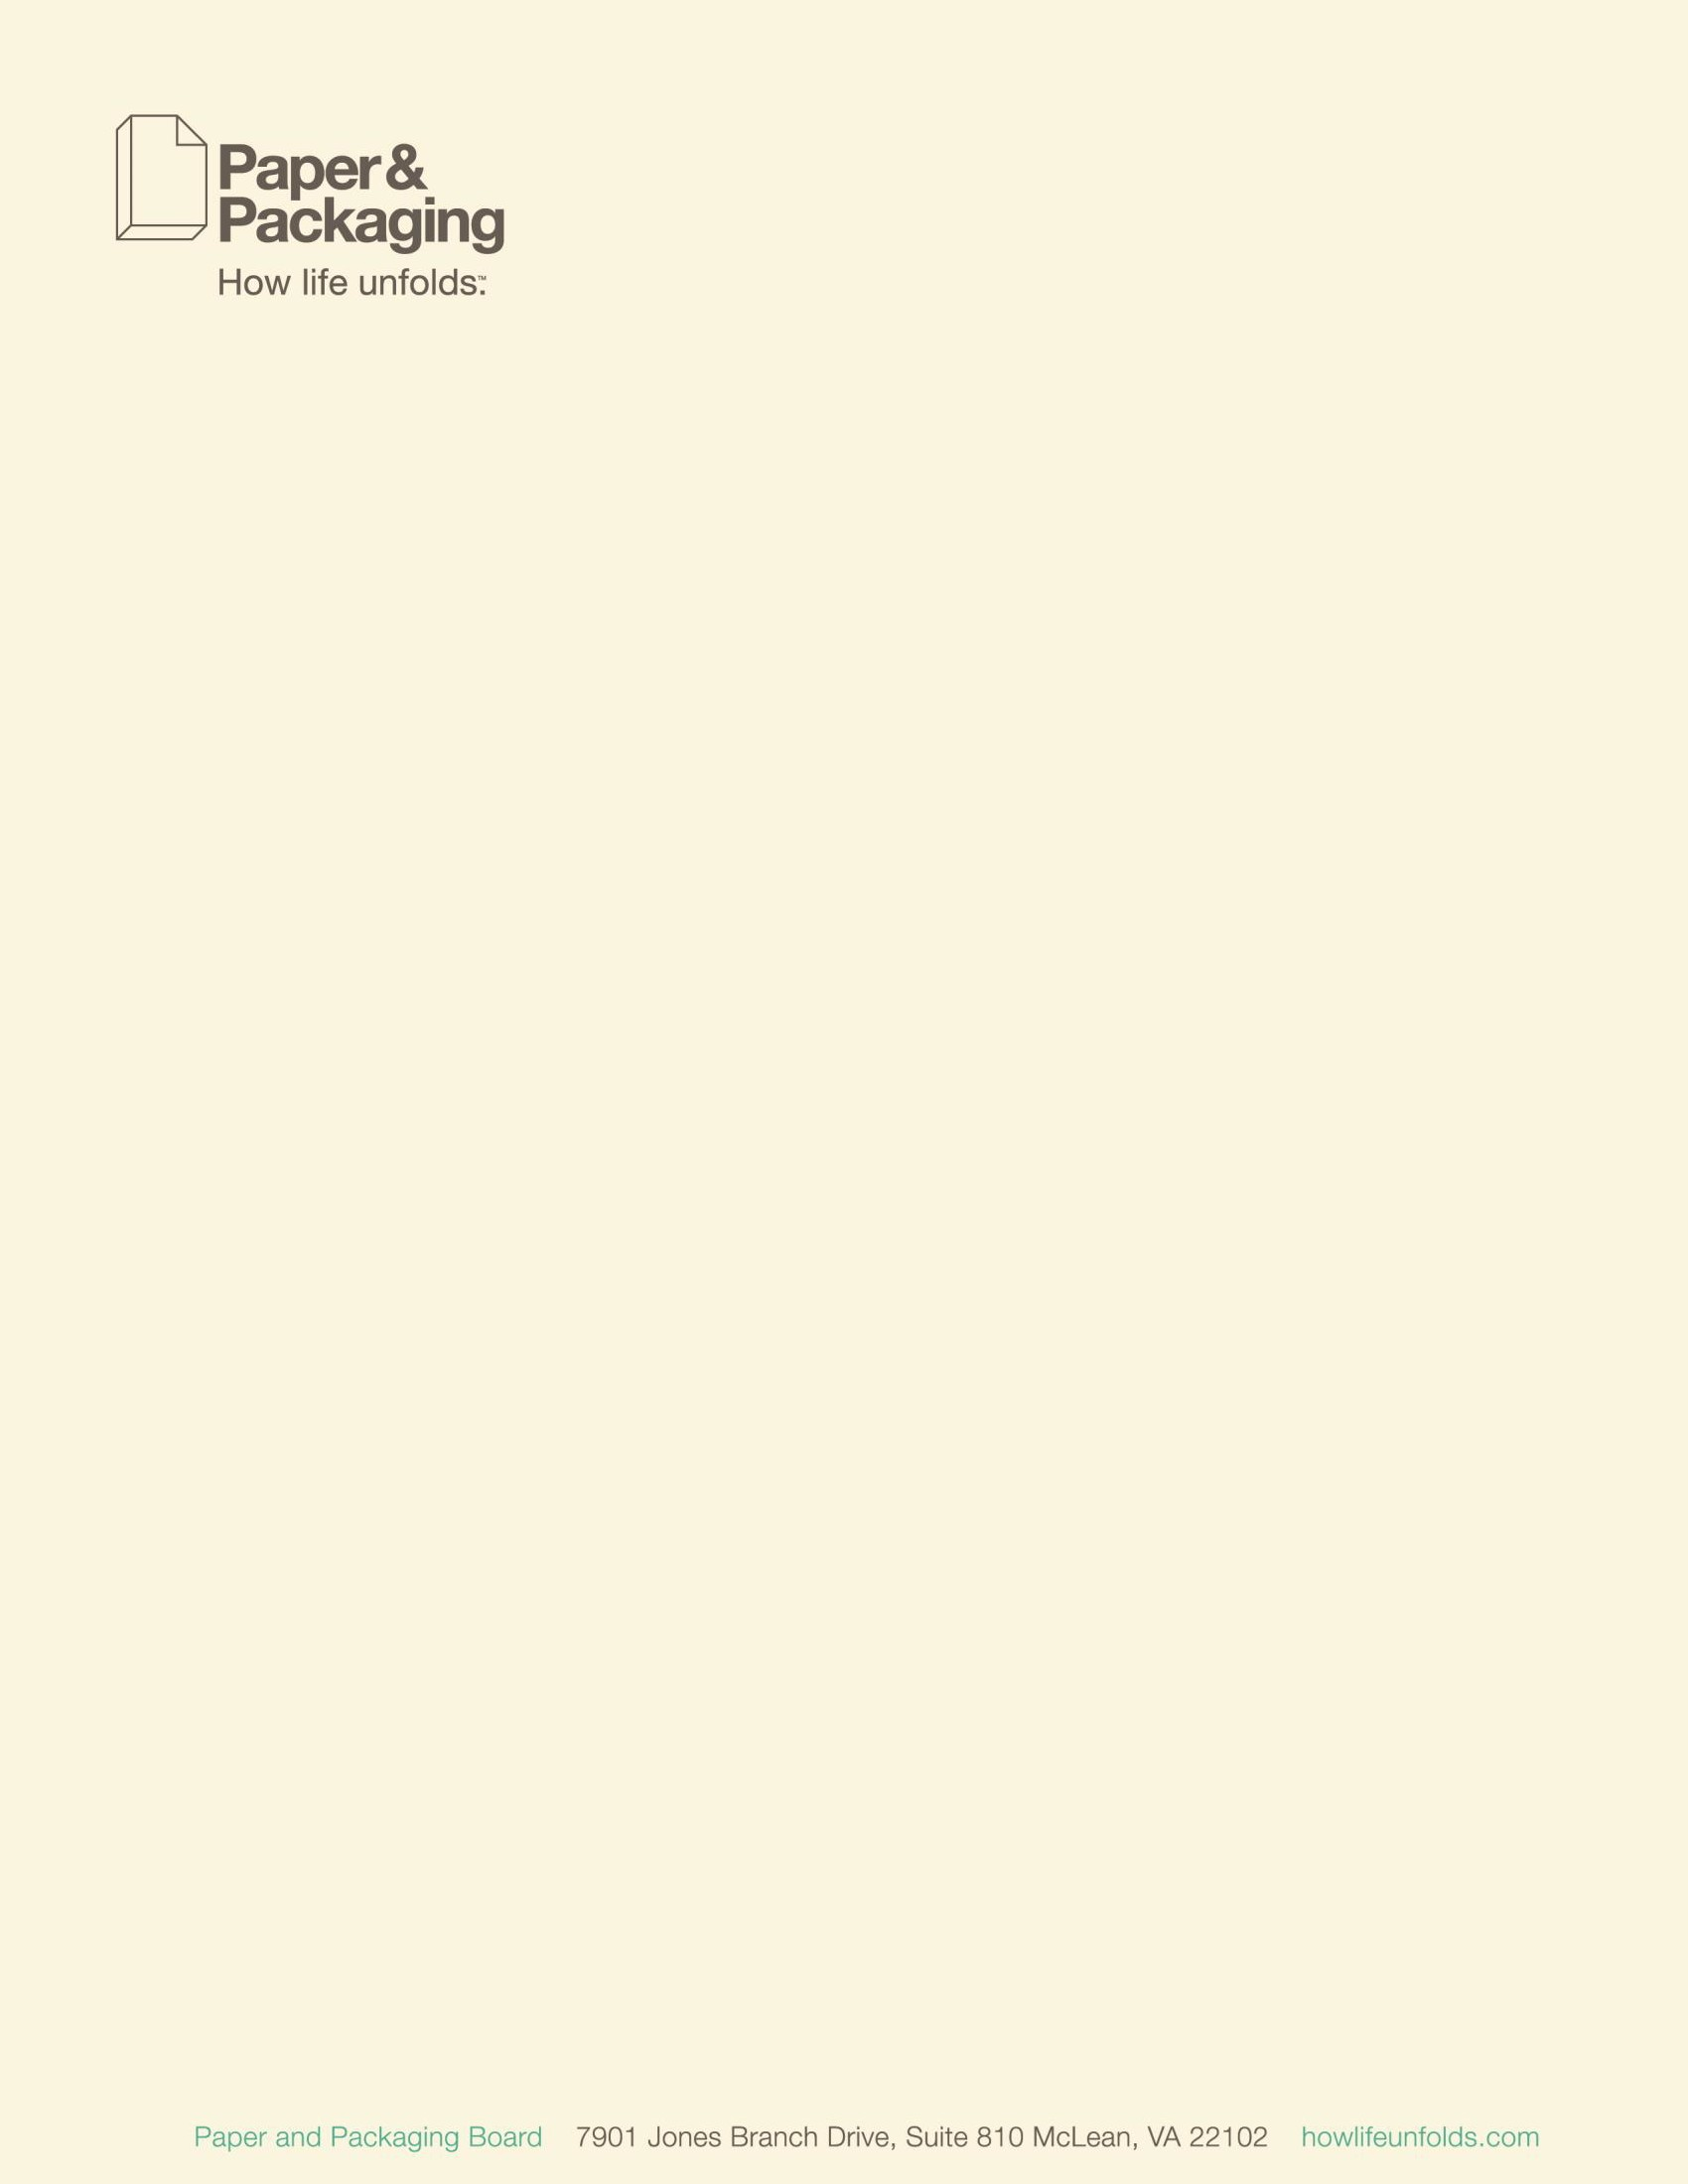 Paper &
Packaging
How life unfolds.™
Paper and Packaging Board 7901 Jones Branch Drive, Suite 810 McLean, VA 22102 howlifeunfolds.com